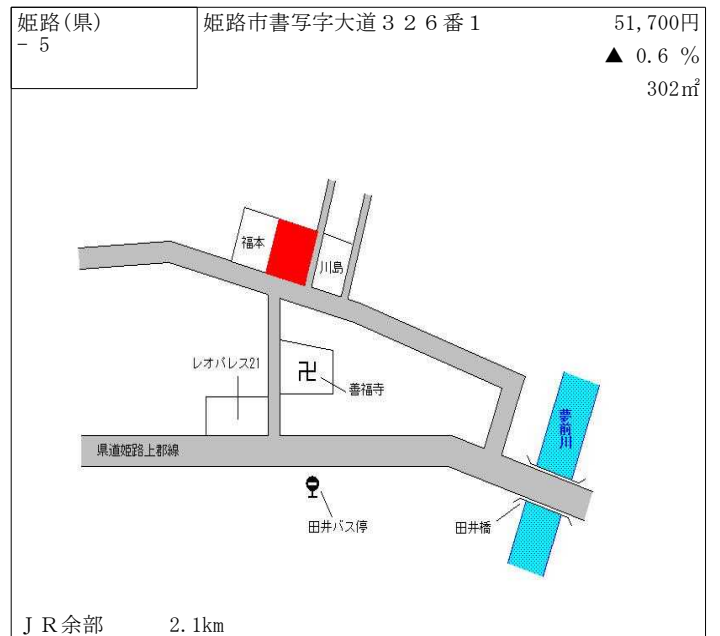 姫路(県)
- 5
姫路市書写字大道３２６番１
51,700円
▲ 0.6 %
302㎡
福本
川島
レオパレス21
卍
善福寺
夢前川
県道姫路上郡線
田井バス停
田井橋
ＪＲ余部 2.1km